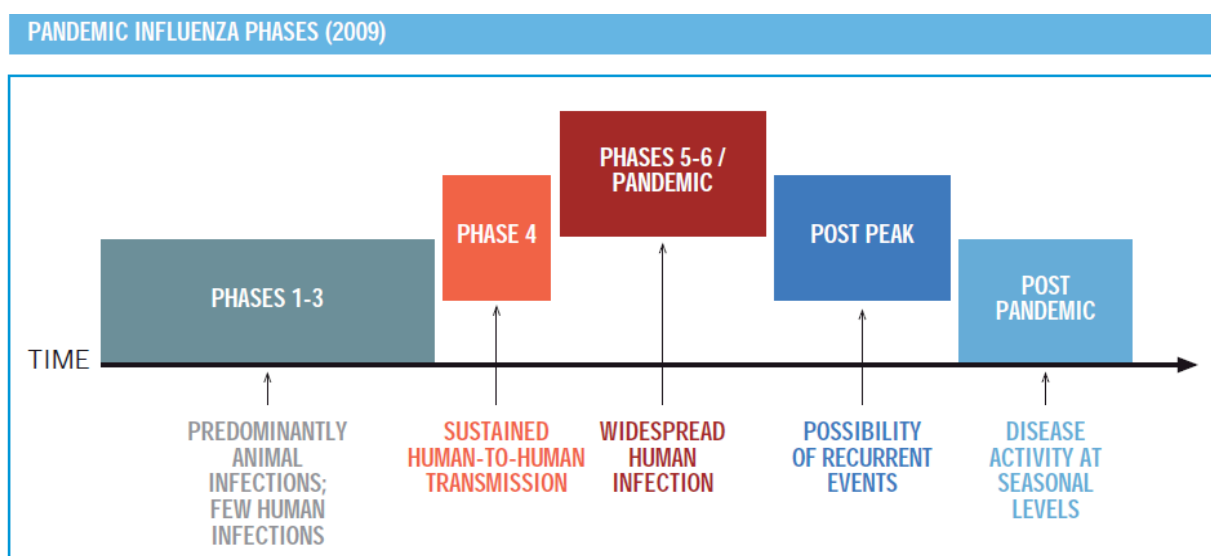 PANDEMIC INFLUENZA PHASES (2009)
PHASES 5-6 /
PANDEMIC
PHASE 4
POST PEAK
PHASES 1-3
POST
PANDEMIC
TIME
PREDOMINANTLY
ANIMAL
INFECTIONS;
FEW HUMAN
INFECTIONS
SUSTAINED
HUMAN-TO-HUMAN
TRANSMISSION
WIDESPREAD
HUMAN
INFECTION
POSSIBILITY
OF RECURRENT
EVENTS
DISEASE
ACTIVITY AT
SEASONAL
LEVELS